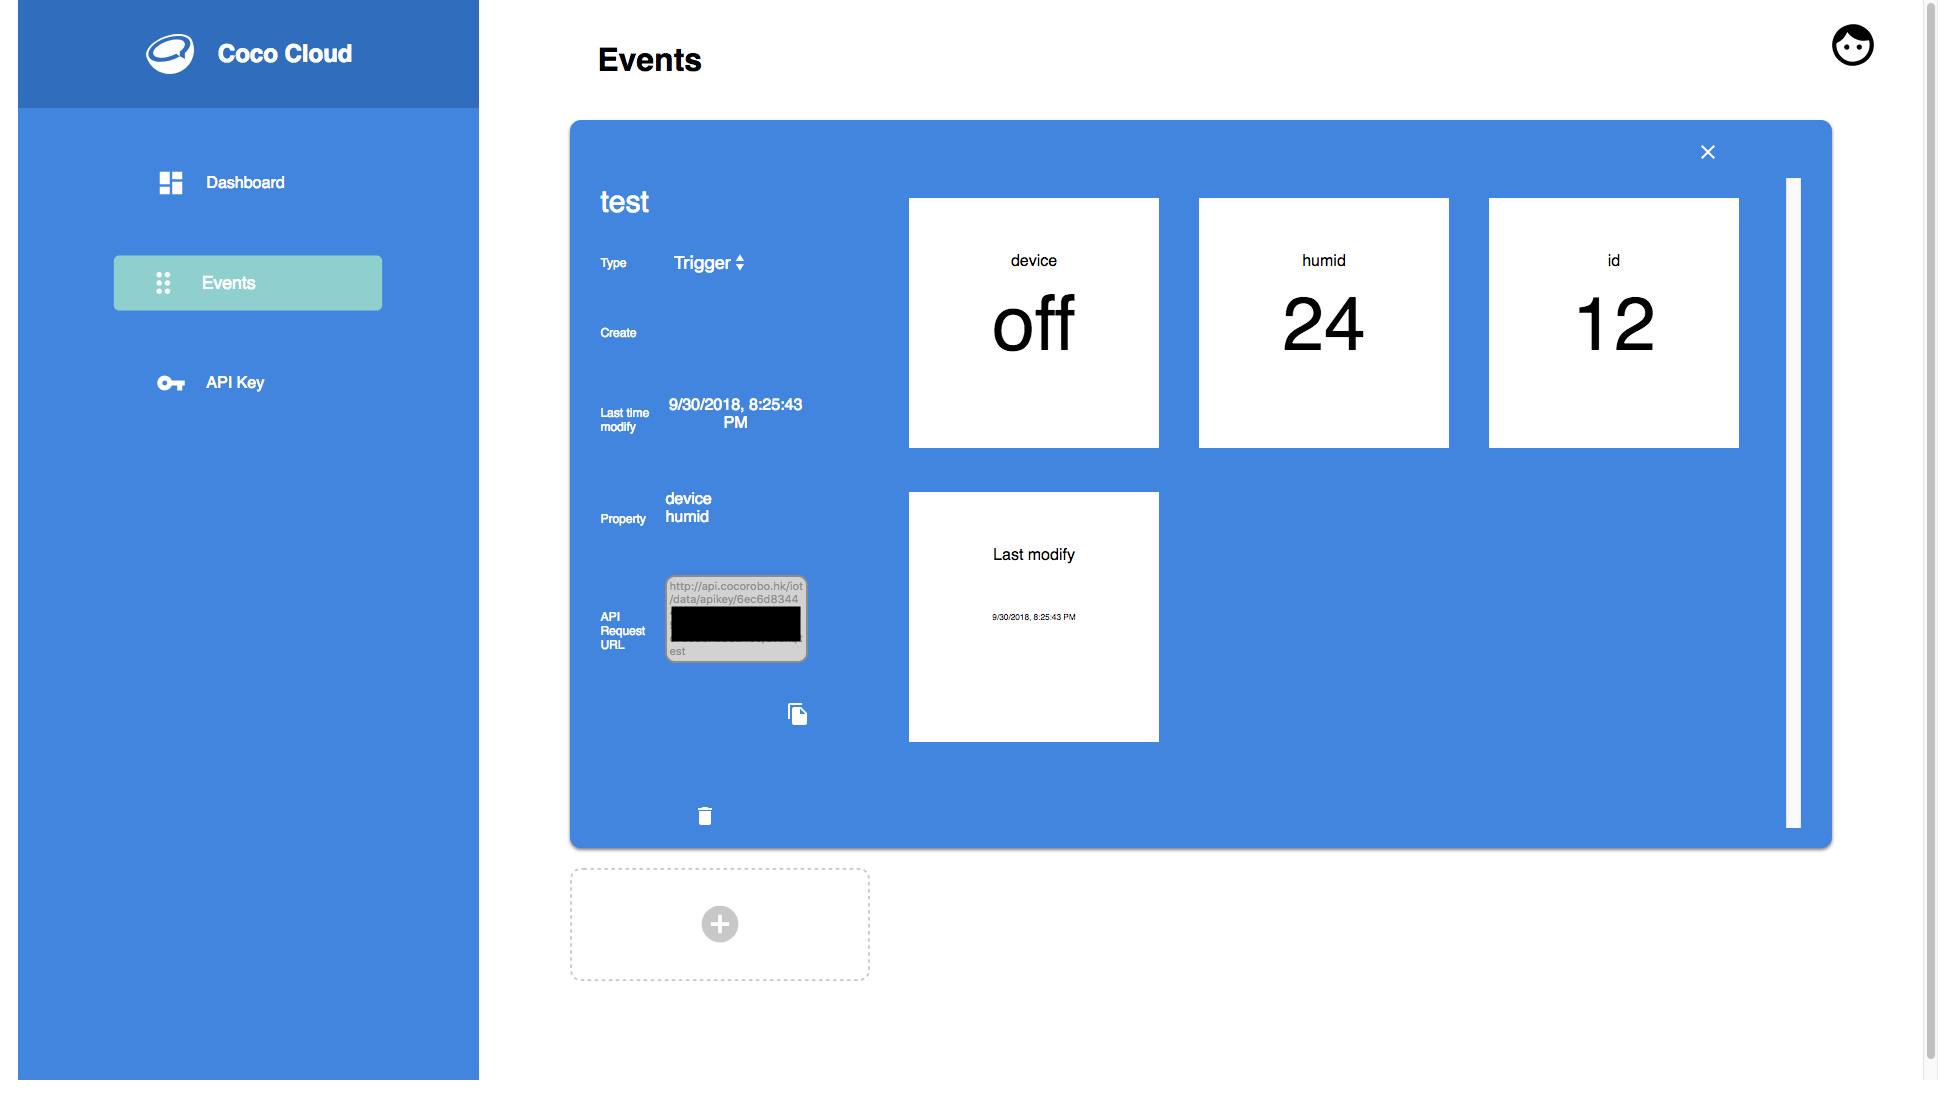 Coco Cloud
Dashboard
Events
API Key
Events
test
Type
Trigger
Create
Last time
modify
9/30/2018, 8:25:43
PM
Property
device
humid
API
Request
URL
http://api.cocorobo.hk/iot
/data/apikey/6ec6d8344
est
device
off
humid
24
id
12
Last modify
9/30/2018, 8:25:43 PM